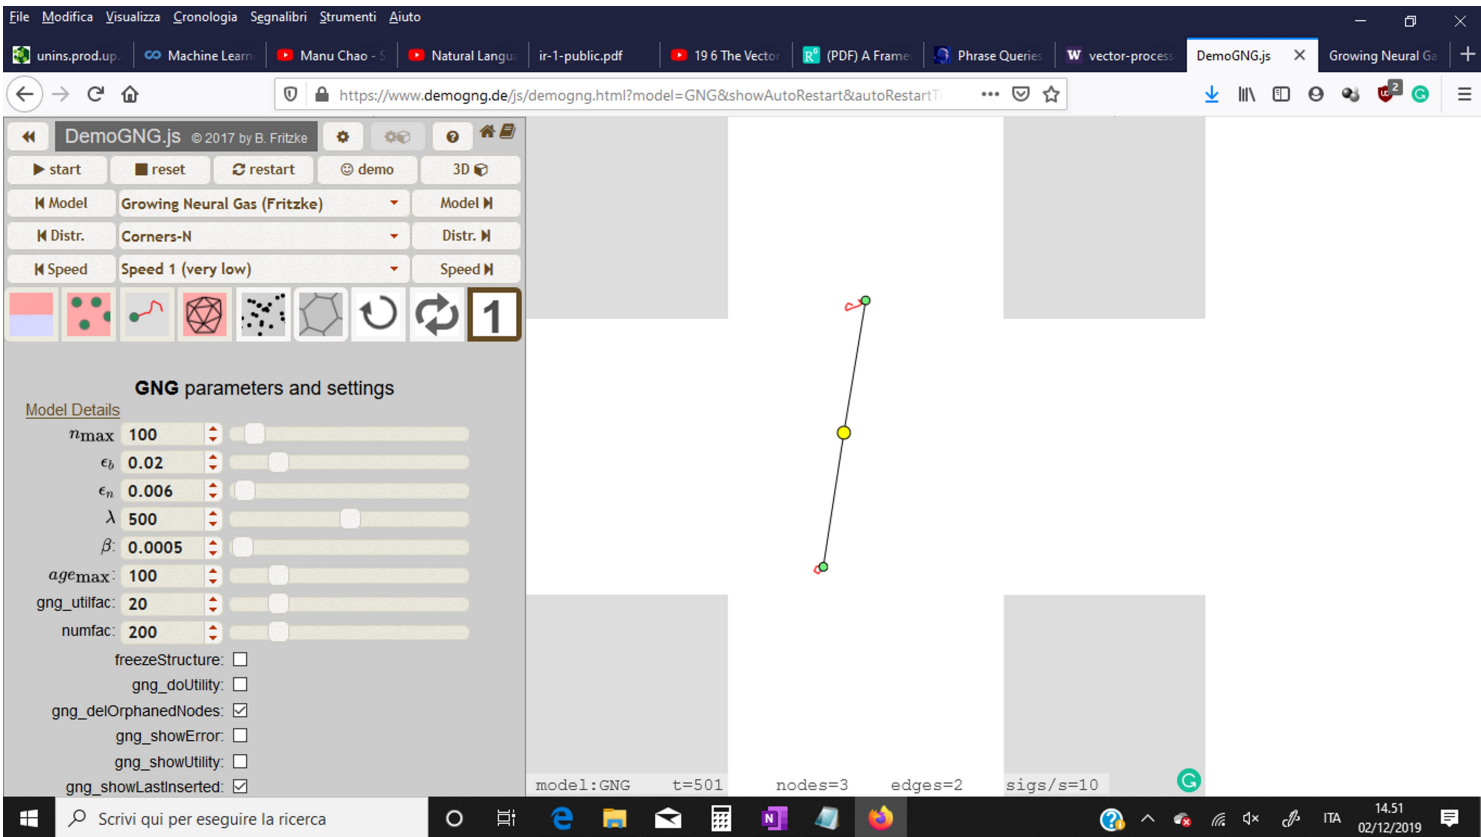 File Modifica Visualizza Cronologia Segnalibri Strumenti Aiuto
unins.prod.up. Machine Learn Manu Chao - S Natural Langua ir-1-public.pdf 19 6 The Vector (PDF) A Frame Phrase Queries vector-process DemoGNG.js Growing Neural Ga
https://www.demogng.de/js/demogng.html?model=GNG&showAutoRestart&autoRestartT 2
DemoGNG.js © 2017 by B. Fritzke
start reset restart demo 3D
Model Growing Neural Gas (Fritzke) Model
Distr. Corners-N Distr.
Speed Speed 1 (very low) Speed
1
GNG parameters and settings
Model Details
nmax 100
ϵb 0.02
ϵn 0.006
λ 500
β: 0.0005
agemax: 100
gng_utilfac: 20
numfac: 200
freezeStructure:
gng_doUtility:
gng_delOrphanedNodes:
gng_showError:
gng_showUtility:
gng_showLastInserted:
model:GNG t=501 nodes=3 edges=2 sigs/s=10
Scrivi qui per eseguire la ricerca ITA 14.51
02/12/2019